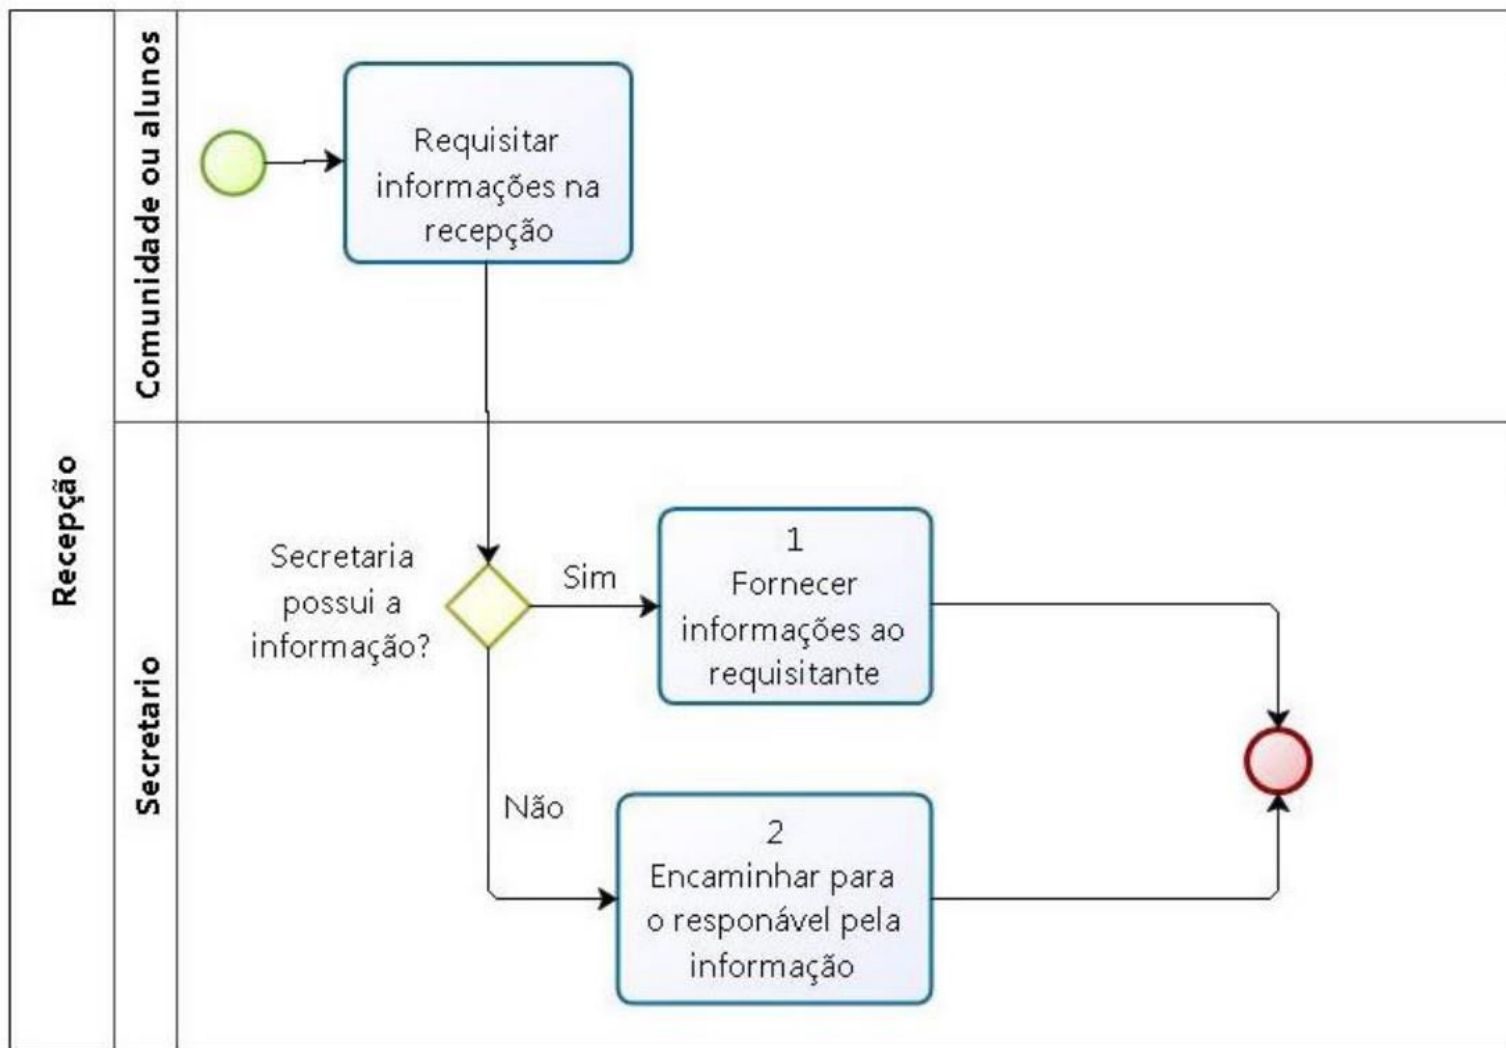 Recepção
Comunidade ou alunos
Requisitar
informações na
recepção
Secretario
Secretaria
possui a
informação?
Sim
1
Fornecer
informações ao
requisitante
Não
2
Encaminhar para
o responável pela
informação